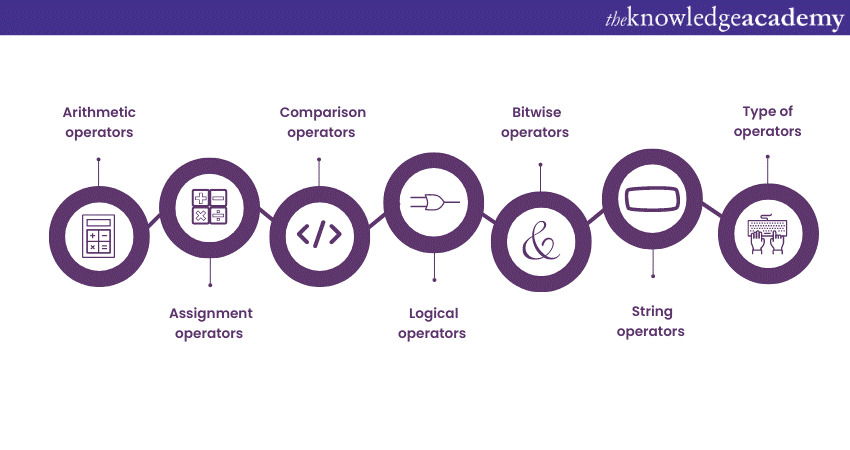 theknowledgeacademy
Arithmetic
operators
Assignment
operators
Comparison
operators
Logical
operators
Bitwise
operators
String
operators
Type of
operators